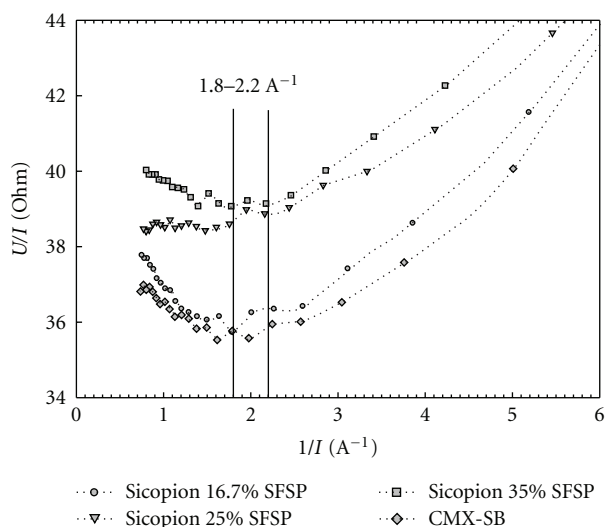 44
42
40
38
36
34
U/I (Ohm)
1.8–2.2 A⁻¹
0 1 2 3 4 5 6
1/I (A⁻¹)
Sicopion 16.7% SFSP
Sicopion 25% SFSP
Sicopion 35% SFSP
CMX-SB